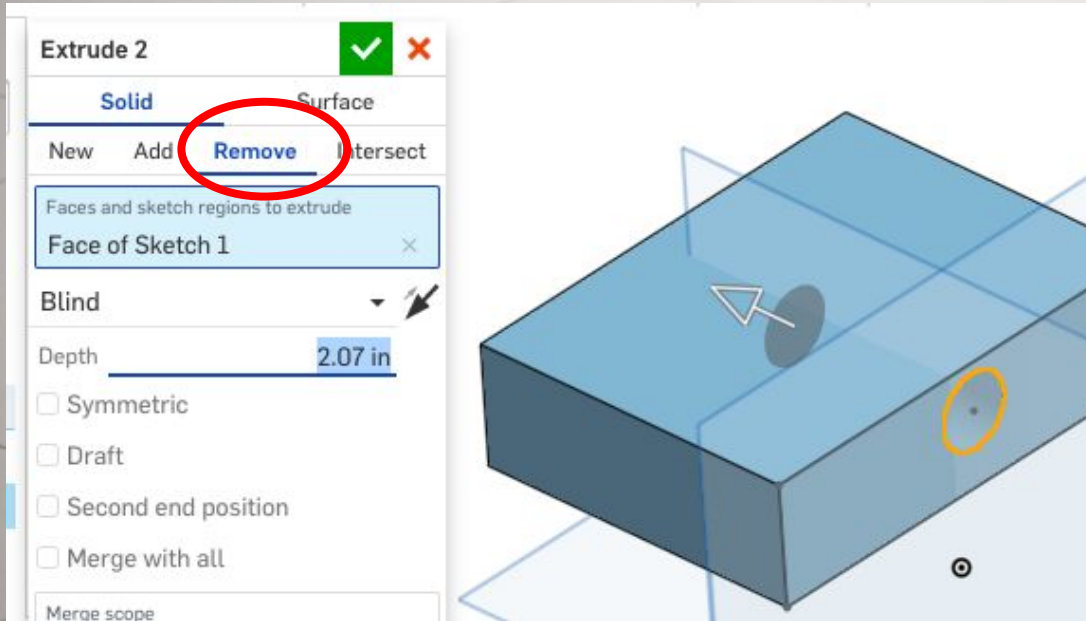 Extrude 2
Solid Surface
New Add Remove Intersect
Faces and sketch regions to extrude
Face of Sketch 1
Blind
Depth 2.07 in
Symmetric
Draft
Second end position
Merge with all
Merge scope